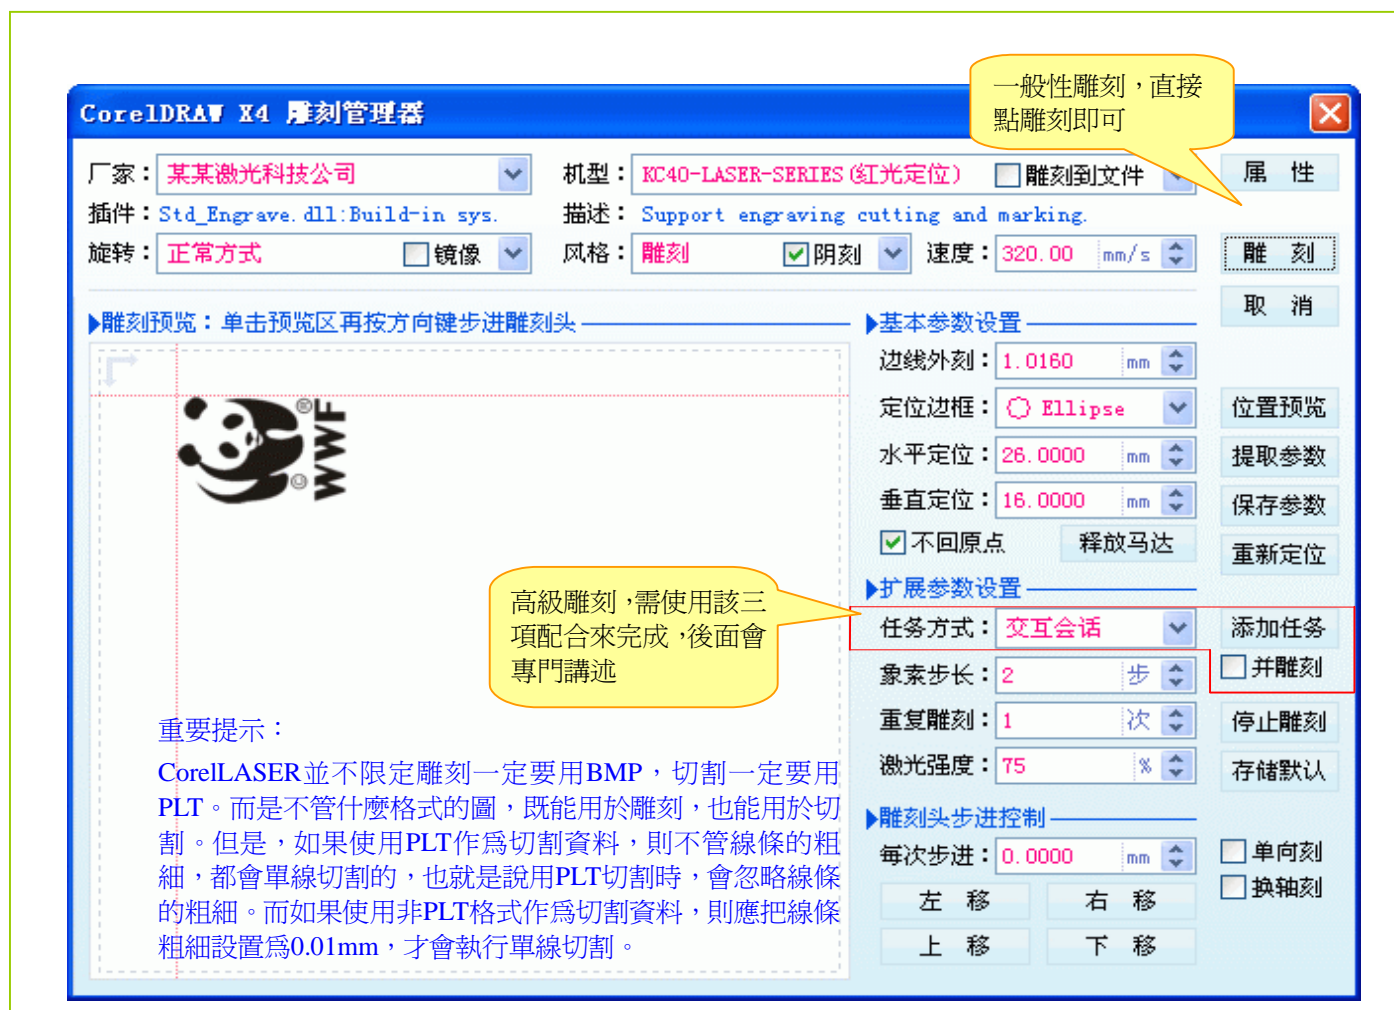 一般性雕刻，直接
點雕刻即可
CorelDRAW X4 雕刻管理器
厂家：某某激光科技公司 机型：KC40-LASER-SERIES(红光定位) 雕刻到文件 属 性
插件：Std_Engrave.dll:Build-in sys. 描述：Support engraving cutting and marking.
旋转：正常方式 镜像 风格：雕刻 阴刻 速度：320.00 mm/s 雕 刻
取 消
雕刻预览：单击预览区再按方向键步进雕刻头 基本参数设置
边线外刻：1.0160 mm
定位边框：Ellipse 位置预览
水平定位：26.0000 mm 提取参数
垂直定位：16.0000 mm 保存参数
不回原点 释放马达 重新定位
®
WWF
©
扩展参数设置
高級雕刻，需使用該三
項配合來完成，後面會
專門講述
任务方式：交互会话 添加任务
象素步长：2 步 并雕刻
重复雕刻：1 次 停止雕刻
激光强度：75 % 存储默认
雕刻头步进控制
每次步进：0.0000 mm 单向刻
左 移 右 移 换轴刻
上 移 下 移
重要提示：
CorelLASER並不限定雕刻一定要用BMP，切割一定要用
PLT。而是不管什麼格式的圖，既能用於雕刻，也能用於切
割。但是，如果使用PLT作爲切割資料，則不管線條的粗
細，都會單線切割的，也就是說用PLT切割時，會忽略線條
的粗細。而如果使用非PLT格式作爲切割資料，則應把線條
粗細設置爲0.01mm，才會執行單線切割。